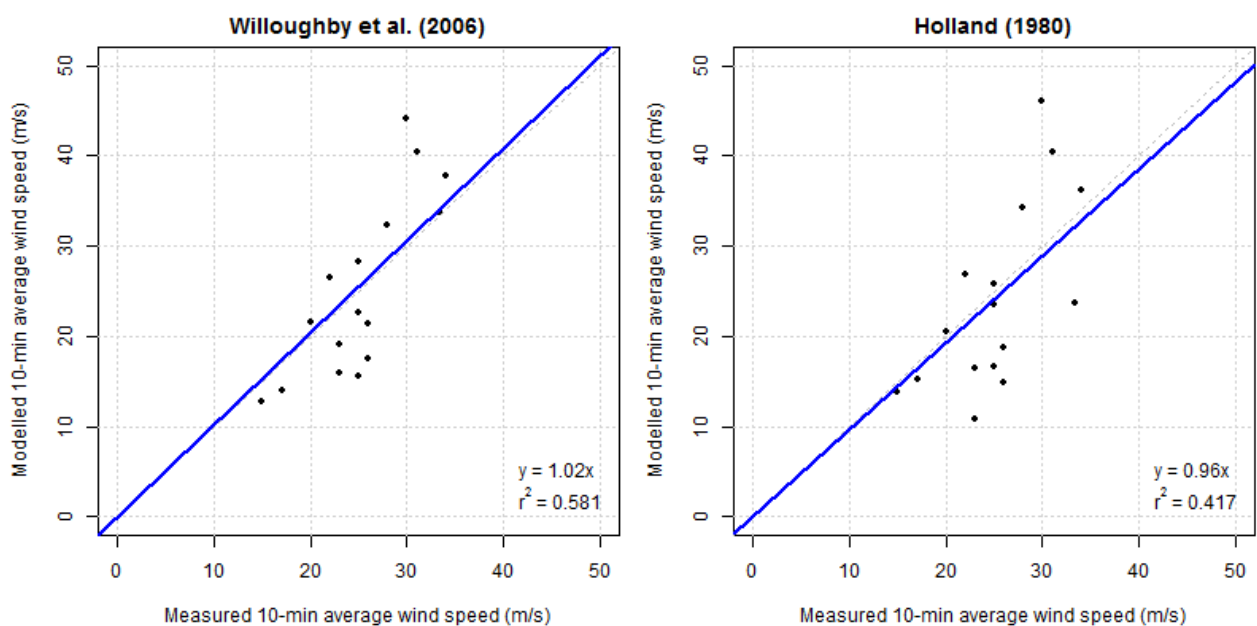 Willoughby et al. (2006)
Modelled 10-min average wind speed (m/s)
50
40
30
20
10
0
y = 1.02x
r² = 0.581
0 10 20 30 40 50
Measured 10-min average wind speed (m/s)
Holland (1980)
Modelled 10-min average wind speed (m/s)
50
40
30
20
10
0
y = 0.96x
r² = 0.417
0 10 20 30 40 50
Measured 10-min average wind speed (m/s)